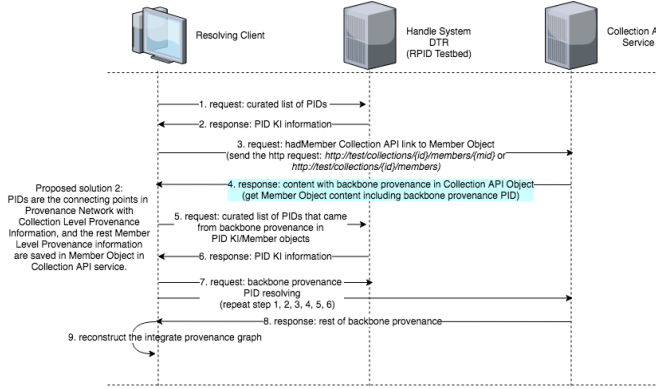 Resolving Client
Handle System
DTR
(RPID Testbed)
Collection A
Service
1. request: curated list of PIDs
2. response: PID KI information
3. request: hadMember Collection API link to Member Object
(send the http request: http://test/collections/{id}/members/{mid} or
http://test/collections/{id}/members)
4. response: content with backbone provenance in Collection API Object
(get Member Object content including backbone provenance PID)
Proposed solution 2:
PIDs are the connecting points in
Provenance Network with
Collection Level Provenance
Information, and the rest Member
Level Provenance information
are saved in Member Object in
Collection API service.
5. request: curated list of PIDs that came
from backbone provenance in
PID KI/Member objects
6. response: PID KI information
7. request: backbone provenance
PID resolving
(repeat step 1, 2, 3, 4, 5, 6)
8. response: rest of backbone provenance
9. reconstruct the integrate provenance graph